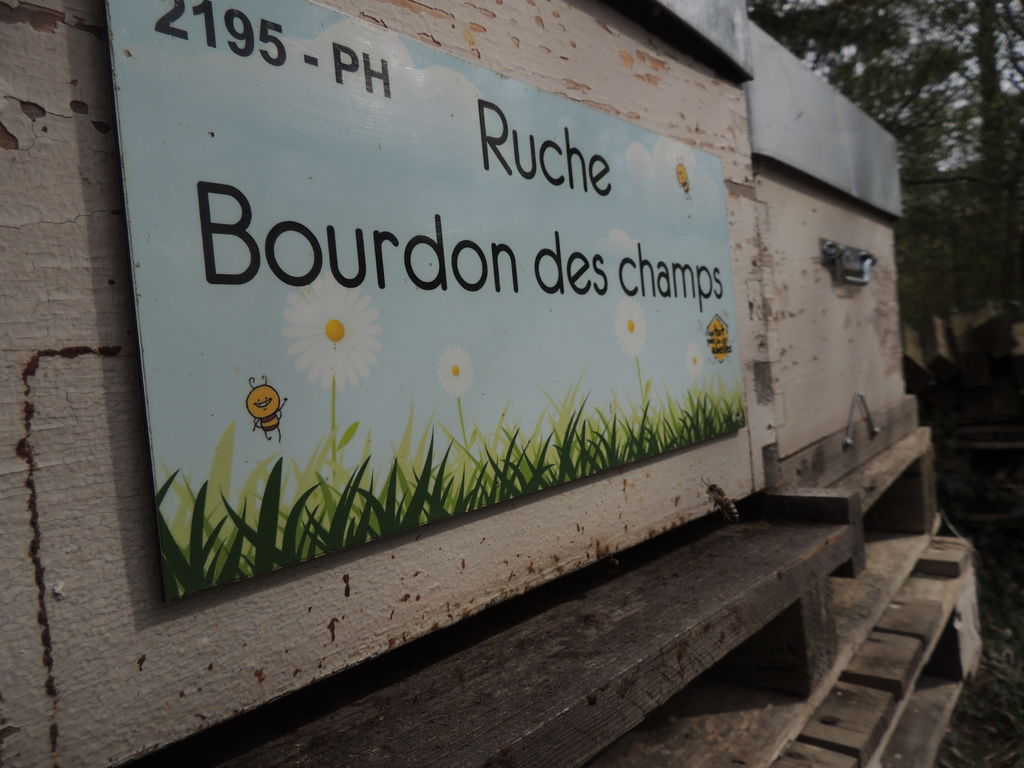 2195 - PH
Ruche
Bourdon des champs